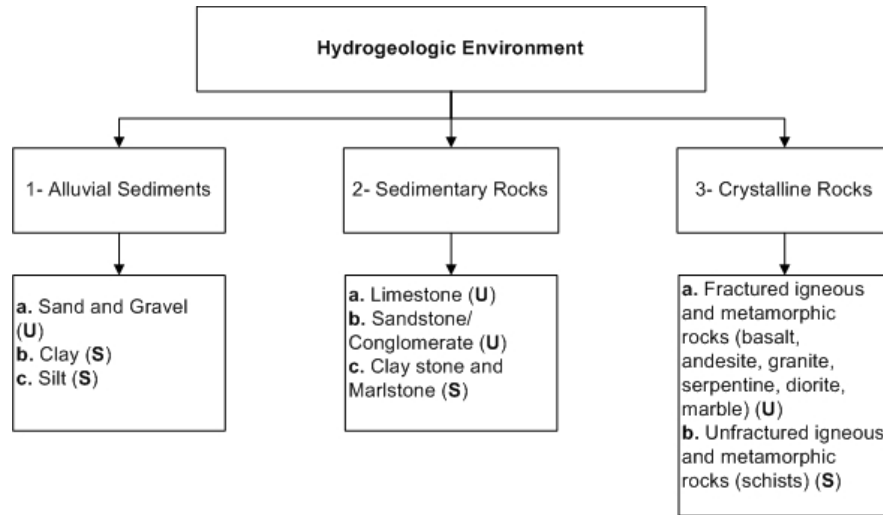 Hydrogeologic Environment
1- Alluvial Sediments
2- Sedimentary Rocks
3- Crystalline Rocks
a. Sand and Gravel
(U)
b. Clay (S)
c. Silt (S)
a. Limestone (U)
b. Sandstone/
Conglomerate (U)
c. Clay stone and
Marlstone (S)
a. Fractured igneous
and metamorphic
rocks (basalt,
andesite, granite,
serpentine, diorite,
marble) (U)
b. Unfractured igneous
and metamorphic
rocks (schists) (S)